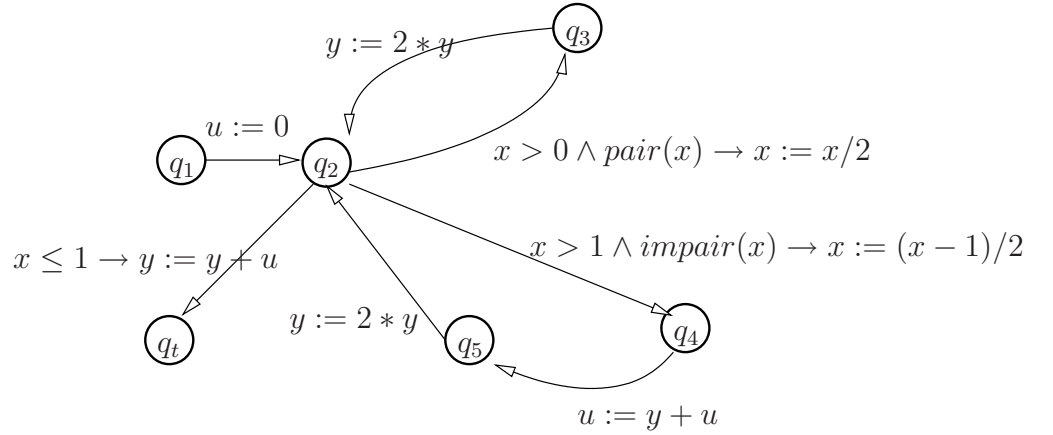 y := 2 ∗ y
q₃
u := 0
q₁
q₂
x > 0 ∧ pair(x) → x := x/2
x ≤ 1 → y := y + u
x > 1 ∧ impair(x) → x := (x − 1)/2
y := 2 ∗ y
qₜ
q₅
q₄
u := y + u